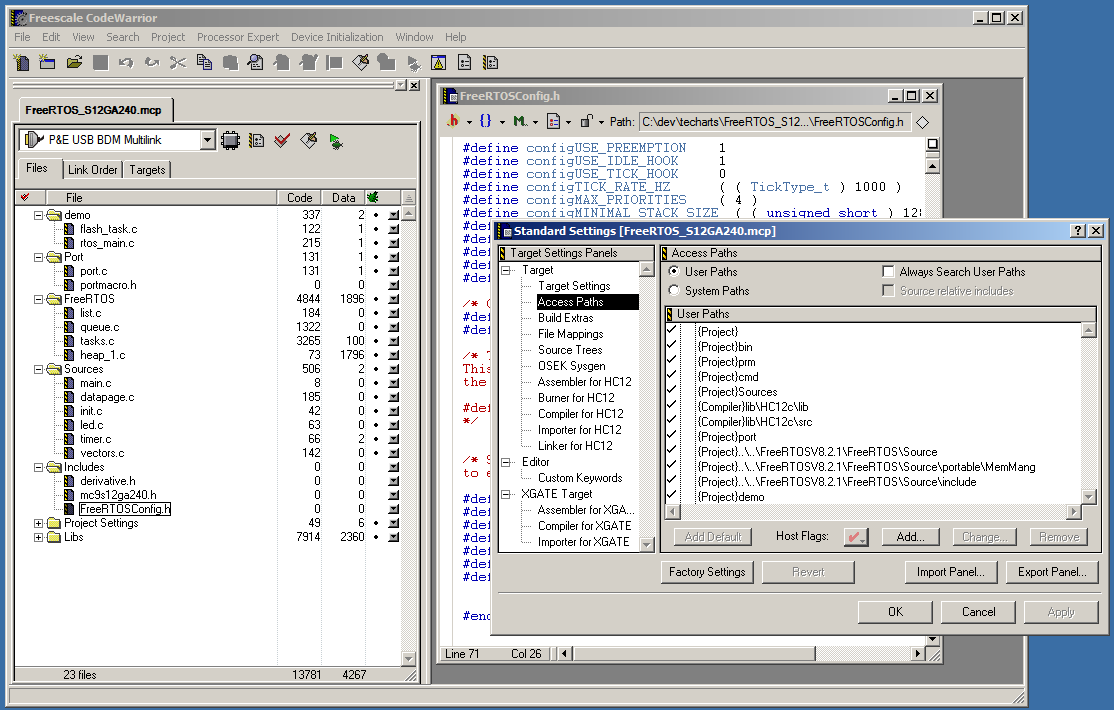 Freescale CodeWarrior
File Edit View Search Project Processor Expert Device Initialization Window Help
FreeRTOS_S12GA240.mcp
P&E USB BDM Multilink
Files Link Order Targets
File Code Data
demo 337 2
flash_task.c 122 1
rtos_main.c 215 1
Port 131 1
port.c 131 1
portmacro.h 0 0
FreeRTOS 4844 1896
list.c 184 0
queue.c 1322 0
tasks.c 3265 100
heap_1.c 73 1796
Sources 506 2
main.c 8 0
datapage.c 185 0
init.c 42 0
led.c 63 0
timer.c 66 2
vectors.c 142 0
Includes 0 0
derivative.h 0 0
mc9s12ga240.h 0 0
FreeRTOSConfig.h 0 0
Project Settings 49 6
Libs 7914 2360
23 files 13781 4267
FreeRTOSConfig.h
h {} M Path: C:\dev\techarts\FreeRTOS_S12...\FreeRTOSConfig.h
#define configUSE_PREEMPTION 1
#define configUSE_IDLE_HOOK 1
#define configUSE_TICK_HOOK 0
#define configTICK_RATE_HZ ( ( TickType_t ) 1000 )
#define configMAX_PRIORITIES ( 4 )
#define configMINIMAL_STACK_SIZE ( ( unsigned short ) 12
#def
#def
#def
#def
#def
/* C
#def
#def
/* T
This
the
#def
*/
/* S
to e
#def
#def
#def
#def
#def
#def
#def
#enc
Line 71 Col 26
Standard Settings [FreeRTOS_S12GA240.mcp]
Target Settings Panels
Target
Target Settings
Access Paths
Build Extras
File Mappings
Source Trees
OSEK Sysgen
Assembler for HC12
Burner for HC12
Compiler for HC12
Importer for HC12
Linker for HC12
Editor
Custom Keywords
XGATE Target
Assembler for XGA...
Compiler for XGATE
Importer for XGATE
Access Paths
User Paths Always Search User Paths
System Paths Source relative includes
User Paths
{Project}
{Project}bin
{Project}prm
{Project}cmd
{Project}Sources
{Compiler}lib\HC12c\lib
{Compiler}lib\HC12c\src
{Project}port
{Project}..\..\FreeRTOSV8.2.1\FreeRTOS\Source
{Project}..\..\FreeRTOSV8.2.1\FreeRTOS\Source\portable\MemMang
{Project}..\..\FreeRTOSV8.2.1\FreeRTOS\Source\include
{Project}demo
Add Default Host Flags: Add... Change... Remove
Factory Settings Revert Import Panel... Export Panel...
OK Cancel Apply